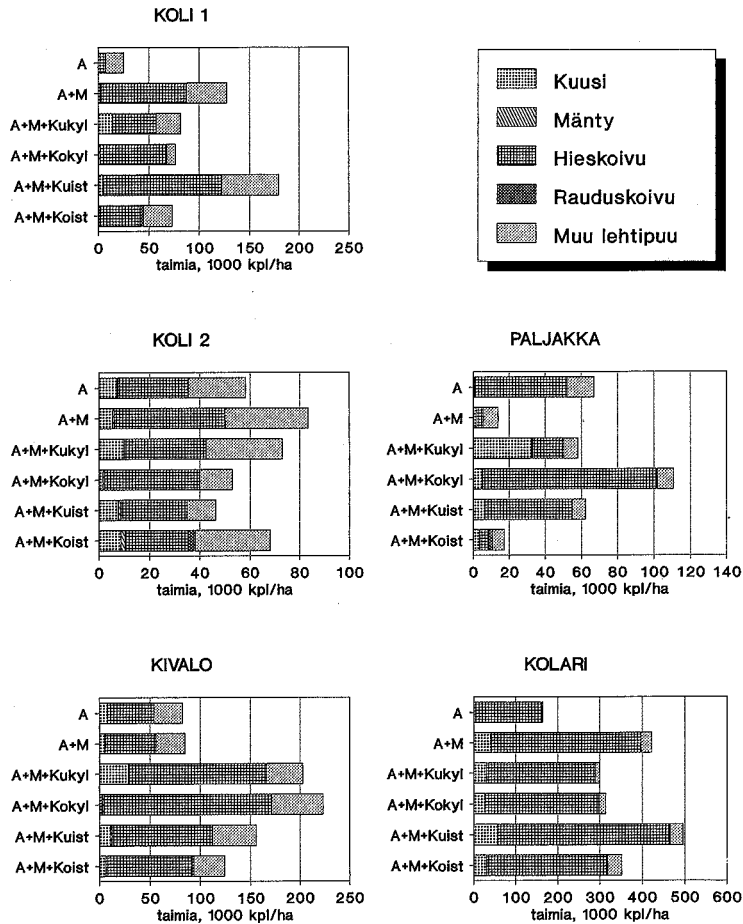 KOLI 1
A
A+M
A+M+Kukyl
A+M+Kokyl
A+M+Kuist
A+M+Koist
0 50 100 150 200 250
taimia, 1000 kpl/ha
Kuusi
Mänty
Hieskoivu
Rauduskoivu
Muu lehtipuu
KOLI 2
A
A+M
A+M+Kukyl
A+M+Kokyl
A+M+Kuist
A+M+Koist
0 20 40 60 80 100
taimia, 1000 kpl/ha
PALJAKKA
A
A+M
A+M+Kukyl
A+M+Kokyl
A+M+Kuist
A+M+Koist
0 20 40 60 80 100 120 140
taimia, 1000 kpl/ha
KIVALO
A
A+M
A+M+Kukyl
A+M+Kokyl
A+M+Kuist
A+M+Koist
0 50 100 150 200 250
taimia, 1000 kpl/ha
KOLARI
A
A+M
A+M+Kukyl
A+M+Kokyl
A+M+Kuist
A+M+Koist
0 100 200 300 400 500 600
taimia, 1000 kpl/ha